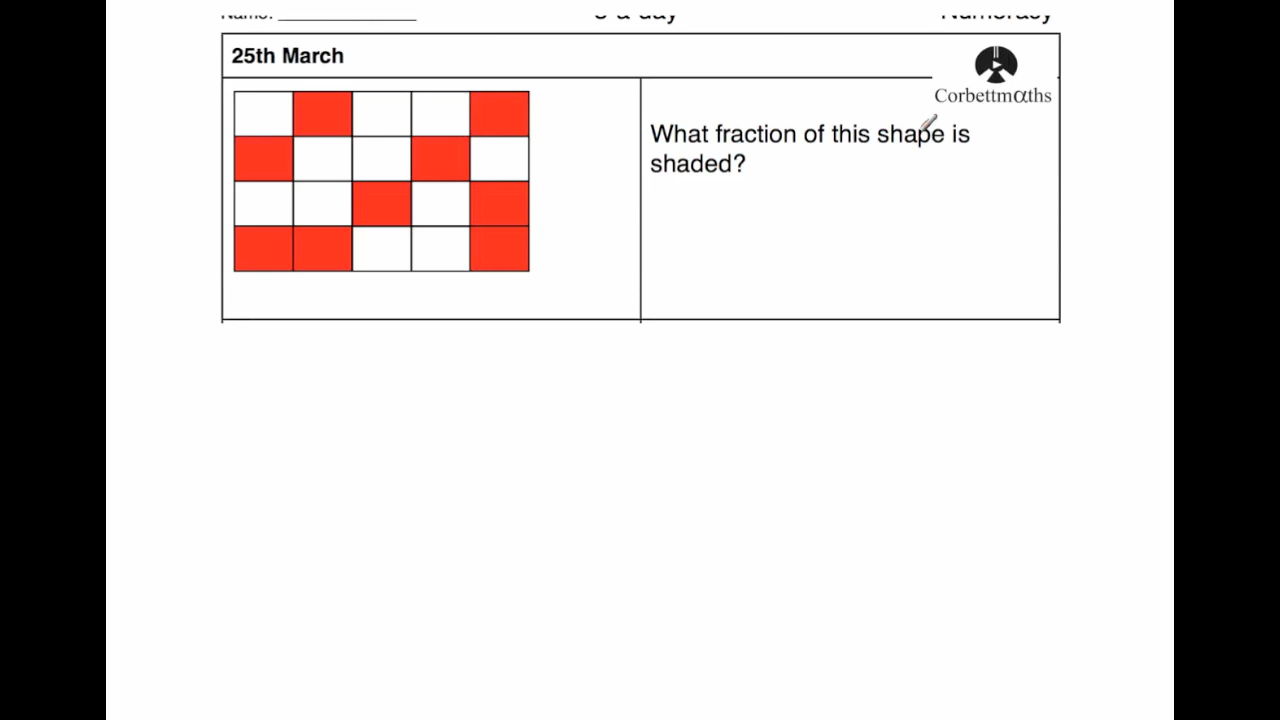 25th March
Corbettmαths
What fraction of this shape is
shaded?